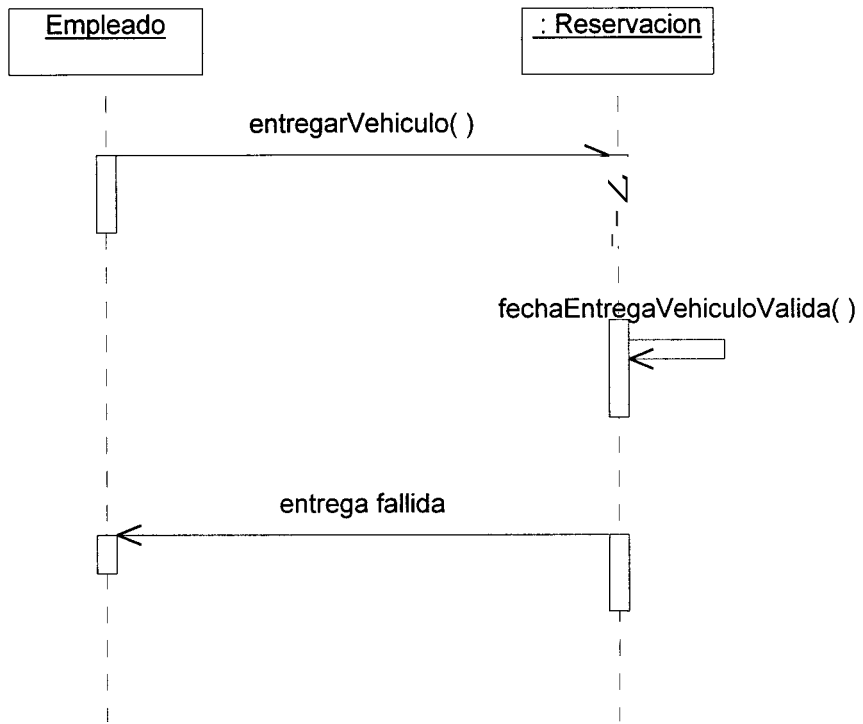 Empleado
: Reservacion
entregarVehiculo( )
fechaEntregaVehiculoValida( )
entrega fallida